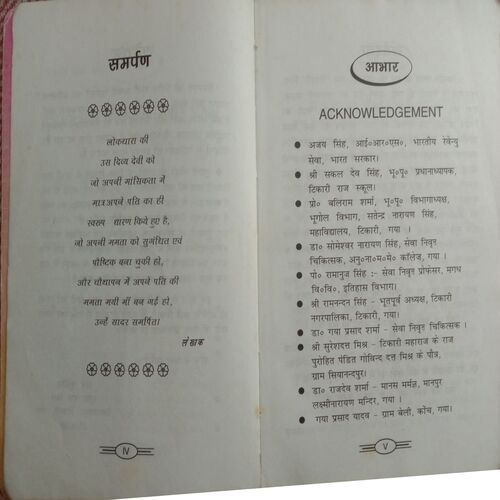 समर्पण
लोकधारा की
उस दिव्य देवी को
जो अपनी मांसिकता में
मात्र अपने पति का ही
स्वरुप धारण किये हुए है,
जो अपनी ममता को सुगंधित एवं
पौष्टिक बना चुकी हो,
और चौथापन में अपने पति की
ममता मयी माँ बन गई हो,
उन्हें सादर समर्पित।
लेखक
IV
आभार
ACKNOWLEDGEMENT
● अजय सिंह, आई०आर०एस०, भारतीय रेवेन्यु
सेवा, भारत सरकार।
● श्री सकल देव सिंह, भू०पू० प्रधानाध्यापक,
टिकारी राज स्कूल।
● प्रो० बलिराम शर्मा, भू०पू० विभागाध्यक्ष,
भूगोल विभाग, सतेन्द्र नारायण सिंह,
महाविद्यालय, टिकारी, गया ।
● डा० सोमेश्वर नारायण सिंह, सेवा निवृत
चिकित्सक, अनु०ना०म०मे० कॉलेज, गया ।
● पो० रामानुज सिंह :- सेवा निवृत प्रोफेसर, मगध
वि०वि०, इतिहास विभाग।
● श्री रामनन्दन सिंह - भूतपूर्व अध्यक्ष, टिकारी
नगरपालिका, टिकारी, गया।
● डा० गया प्रसाद शर्मा - सेवा निवृत चिकित्सक ।
● श्री सुरेशदत्त मिश्र - टिकारी महाराज के राज
पुरोहित पंडित गोविन्द दत्त मिश्र के पौत्र,
ग्राम सियानन्दपुर।
● डा० राजदेव शर्मा - मानस मर्मज्ञ, मानपुर
लक्ष्मीनारायण मन्दिर, गया ।
● गया प्रसाद यादव - ग्राम बेली, कोंच, गया।
V